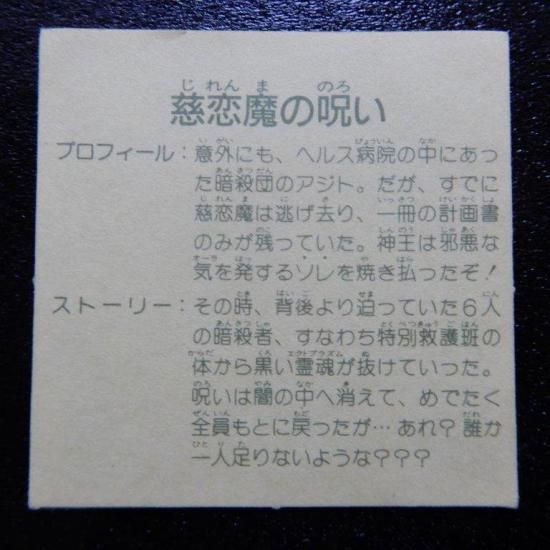 慈恋魔の呪い
プロフィール:意外にも、ヘルス病院の中にあっ
た暗殺団のアジト。だが、すでに
慈恋魔は逃げ去り、一冊の計画書
のみが残っていた。神王は邪悪な
気を発するソレを焼き払ったぞ!
ストーリー:その時、背後より迫っていた6人
の暗殺者、すなわち特別救護班の
体から黒い霊魂が抜けていった。
呪いは闇の中へ消えて、めでたく
全員もとに戻ったが…あれ?誰か
一人足りないような???